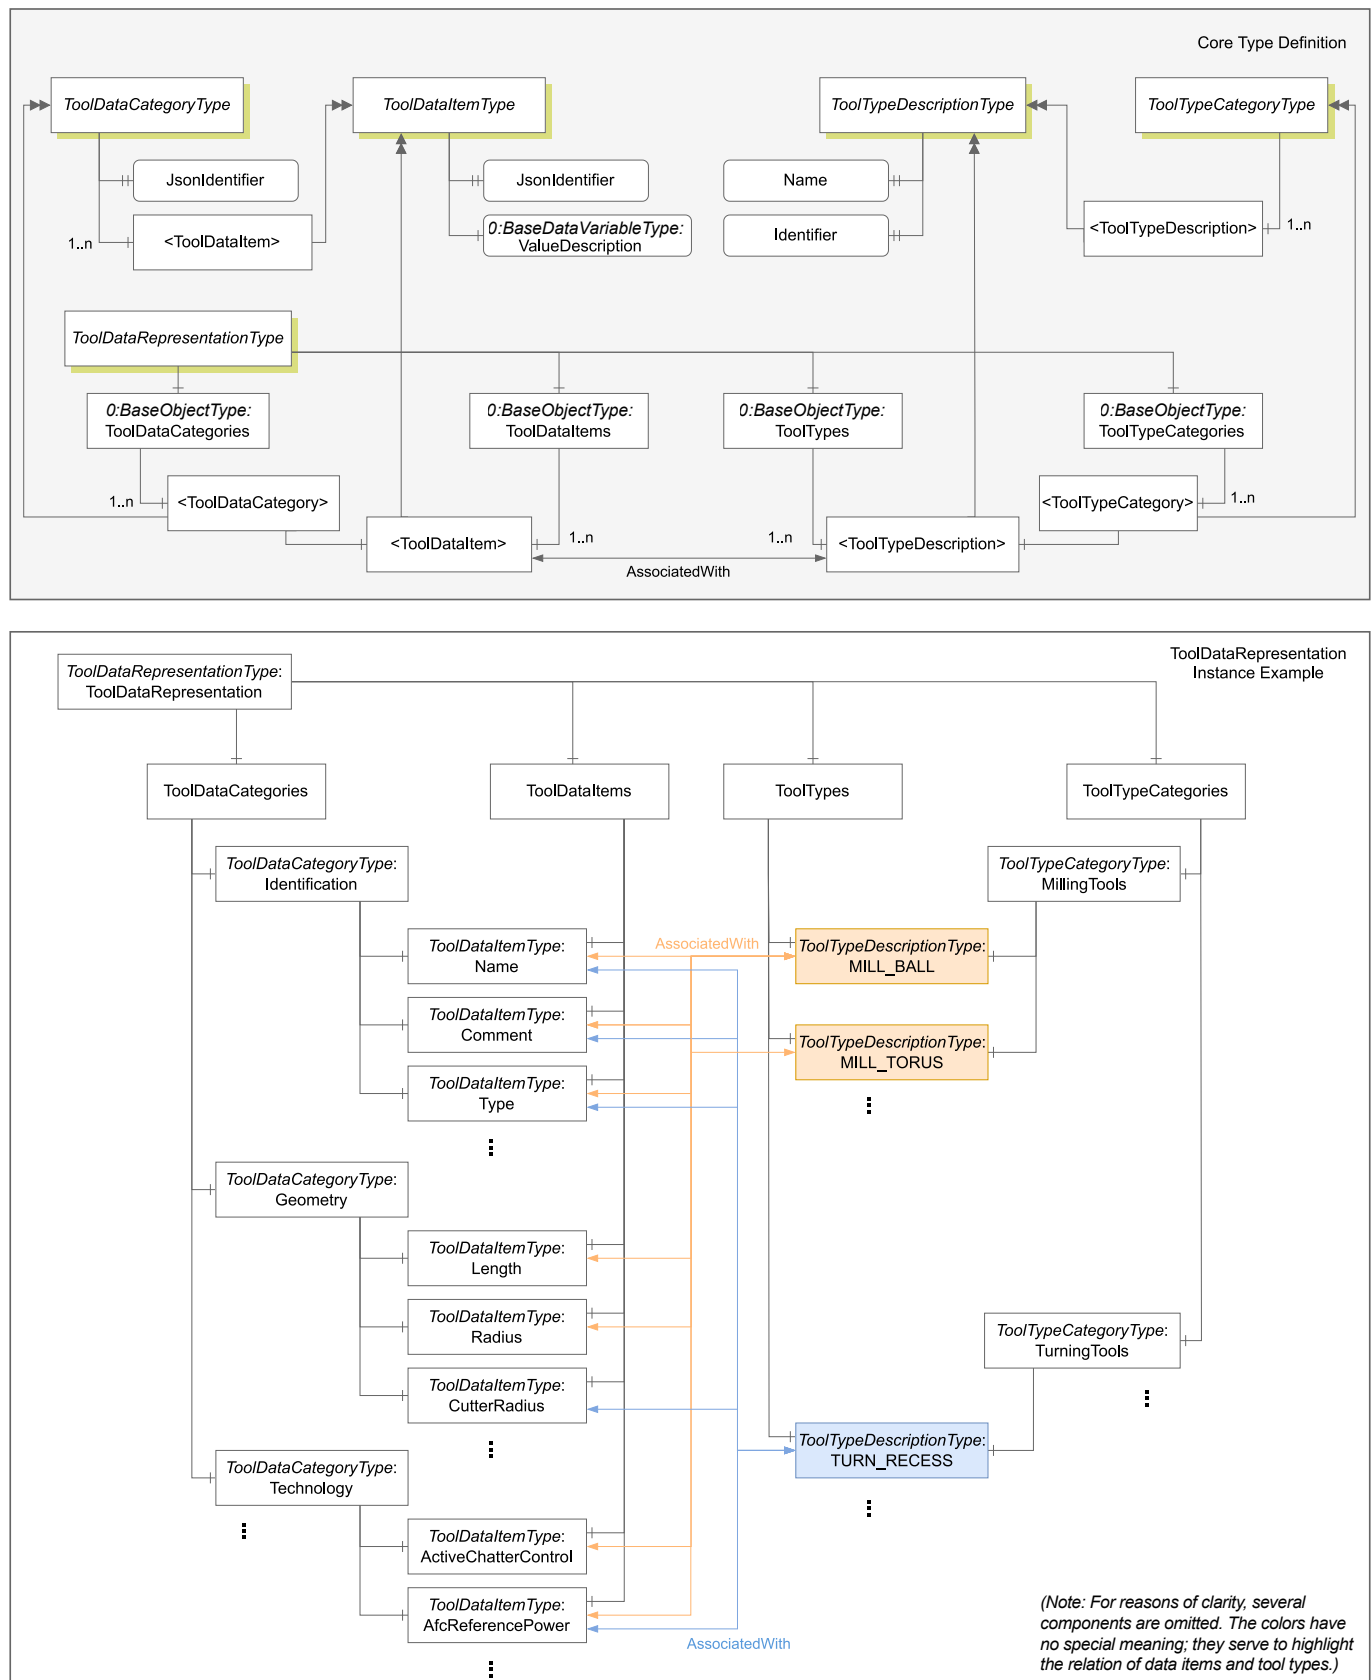 Core Type Definition
ToolDataCategoryType
ToolDataItemType
ToolTypeDescriptionType
ToolTypeCategoryType
JsonIdentifier
JsonIdentifier
Name
<ToolDataItem>
1..n
0:BaseDataVariableType:
ValueDescription
Identifier
<ToolTypeDescription>
1..n
ToolDataRepresentationType
0:BaseObjectType:
ToolDataCategories
0:BaseObjectType:
ToolDataItems
0:BaseObjectType:
ToolTypes
0:BaseObjectType:
ToolTypeCategories
1..n
<ToolDataCategory>
<ToolTypeCategory>
1..n
<ToolDataItem>
1..n
1..n
<ToolTypeDescription>
AssociatedWith
ToolDataRepresentation
Instance Example
ToolDataRepresentationType:
ToolDataRepresentation
ToolDataCategories
ToolDataItems
ToolTypes
ToolTypeCategories
ToolDataCategoryType:
Identification
ToolTypeCategoryType:
MillingTools
ToolDataItemType:
Name
AssociatedWith
ToolTypeDescriptionType:
MILL_BALL
ToolDataItemType:
Comment
ToolTypeDescriptionType:
MILL_TORUS
ToolDataItemType:
Type
ToolDataCategoryType:
Geometry
ToolDataItemType:
Length
ToolDataItemType:
Radius
ToolTypeCategoryType:
TurningTools
ToolDataItemType:
CutterRadius
ToolTypeDescriptionType:
TURN_RECESS
ToolDataCategoryType:
Technology
ToolDataItemType:
ActiveChatterControl
ToolDataItemType:
AfcReferencePower
AssociatedWith
(Note: For reasons of clarity, several
components are omitted. The colors have
no special meaning; they serve to highlight
the relation of data items and tool types.)